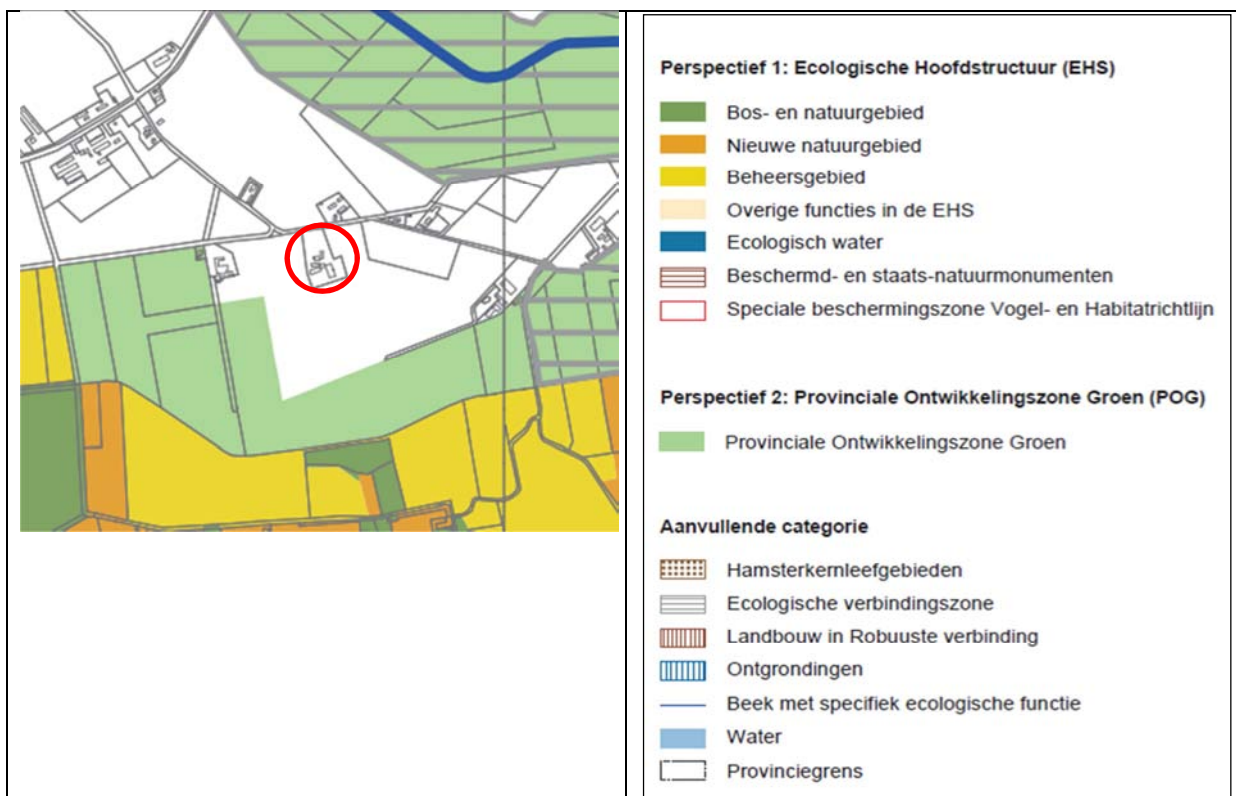 Perspectief 1: Ecologische Hoofdstructuur (EHS)
Bos- en natuurgebied
Nieuwe natuurgebied
Beheersgebied
Overige functies in de EHS
Ecologisch water
Beschermd- en staats-natuurmonumenten
Speciale beschermingszone Vogel- en Habitatrichtlijn
Perspectief 2: Provinciale Ontwikkelingszone Groen (POG)
Provinciale Ontwikkelingszone Groen
Aanvullende categorie
Hamsterkernleefgebieden
Ecologische verbindingszone
Landbouw in Robuuste verbinding
Ontgrondingen
Beek met specifiek ecologische functie
Water
Provinciegrens